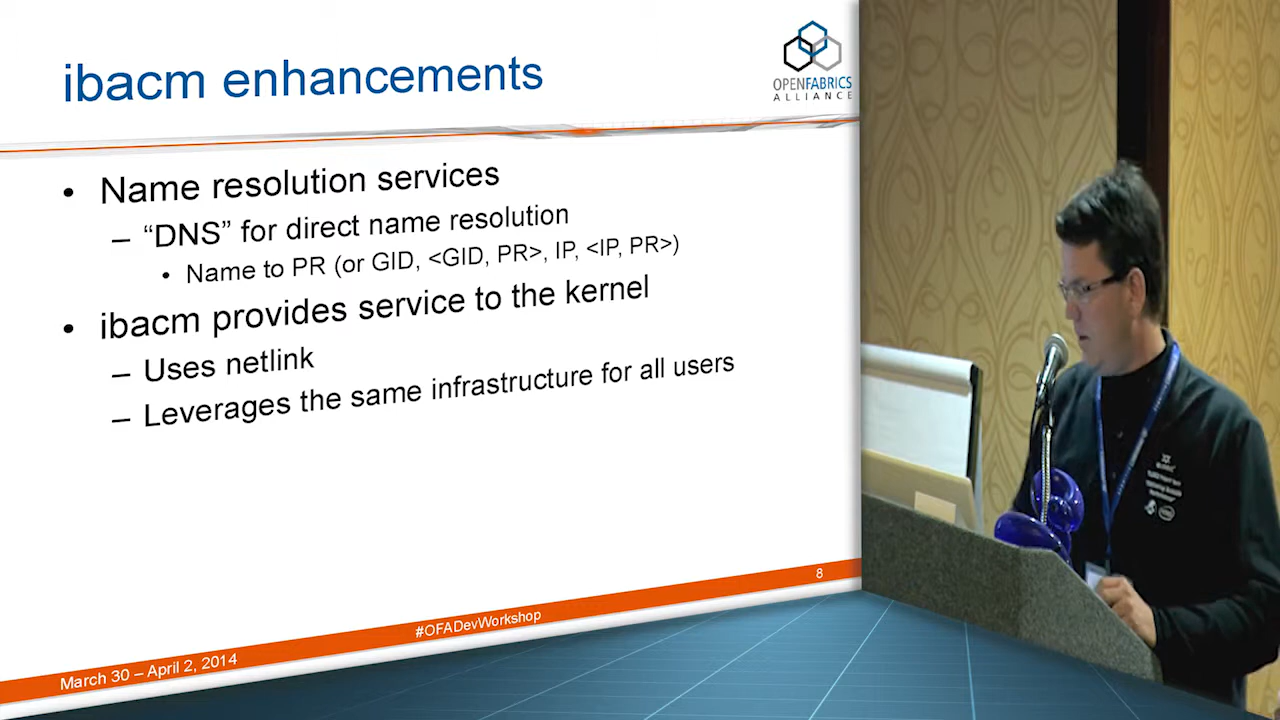 ibacm enhancements
OPENFABRICS
ALLIANCE
• Name resolution services
– “DNS” for direct name resolution
• Name to PR (or GID, <GID, PR>, IP, <IP, PR>)
• ibacm provides service to the kernel
– Uses netlink
– Leverages the same infrastructure for all users
8
#OFADevWorkshop
March 30 – April 2, 2014